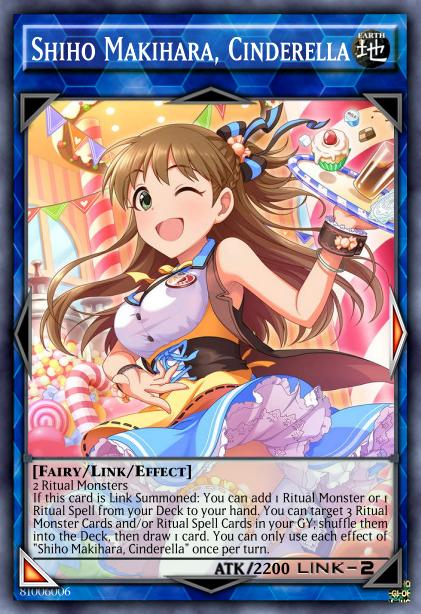 SHIHO MAKIHARA, CINDERELLA
EARTH
地
[FAIRY/LINK/EFFECT]
2 Ritual Monsters
If this card is Link Summoned: You can add 1 Ritual Monster or 1
Ritual Spell from your Deck to your hand. You can target 3 Ritual
Monster Cards and/or Ritual Spell Cards in your GY; shuffle them
into the Deck, then draw 1 card. You can only use each effect of
"Shiho Makihara, Cinderella" once per turn.
ATK/2200 LINK-2
81006006